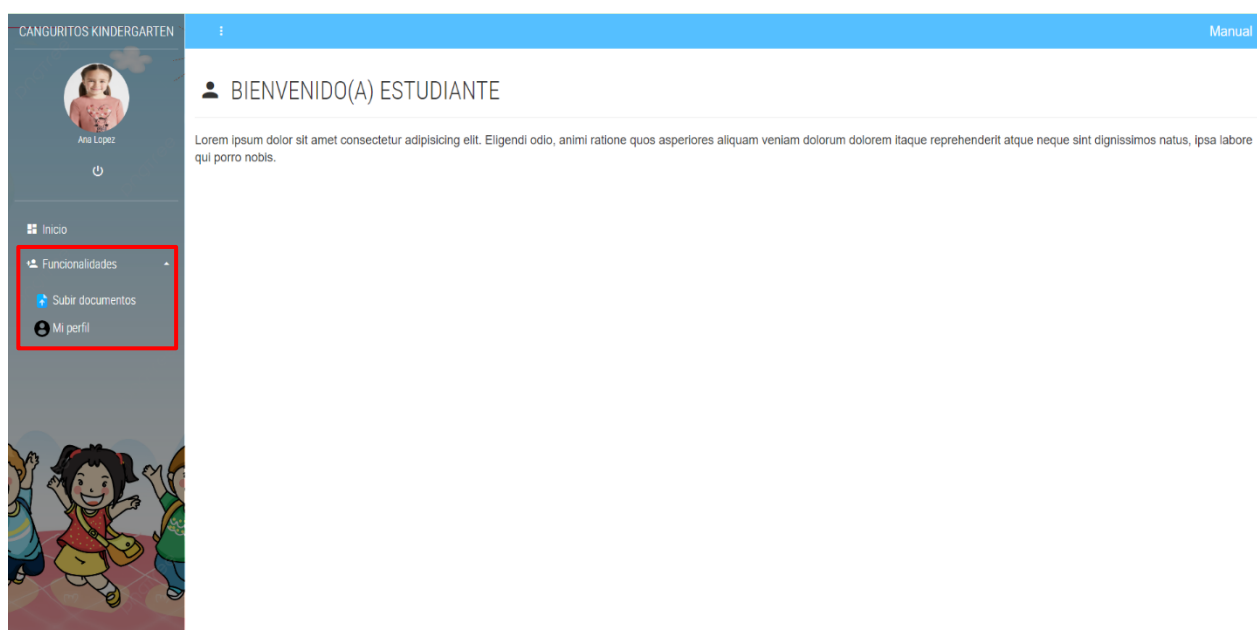 CANGURITOS KINDERGARTEN
Manual
Ana Lopez
Inicio
Funcionalidades
Subir documentos
Mi perfil
BIENVENIDO(A) ESTUDIANTE
Lorem ipsum dolor sit amet consectetur adipisicing elit. Eligendi odio, animi ratione quos asperiores aliquam veniam dolorum dolorem itaque reprehenderit atque neque sint dignissimos natus, ipsa labore
qui porro nobis.